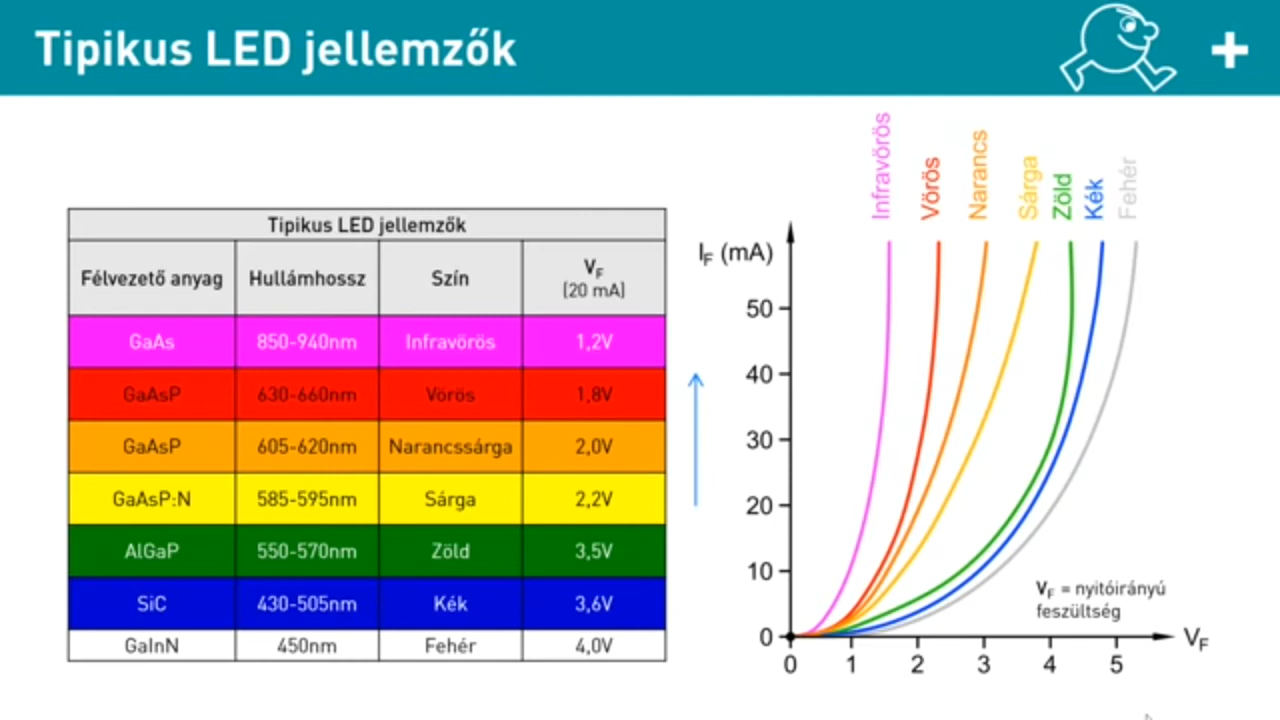 Tipikus LED jellemzők
Tipikus LED jellemzők
Félvezető anyag Hullámhossz Szín VF (20 mA)
GaAs 850-940nm Infravörös 1,2V
GaAsP 630-660nm Vörös 1,8V
GaAsP 605-620nm Narancssárga 2,0V
GaAsP:N 585-595nm Sárga 2,2V
AlGaP 550-570nm Zöld 3,5V
SiC 430-505nm Kék 3,6V
GaInN 450nm Fehér 4,0V
Infravörös Vörös Narancs Sárga Zöld Kék Fehér
IF (mA)
50
40
30
20
10
0
VF = nyitóirányú
feszültség
VF
0 1 2 3 4 5